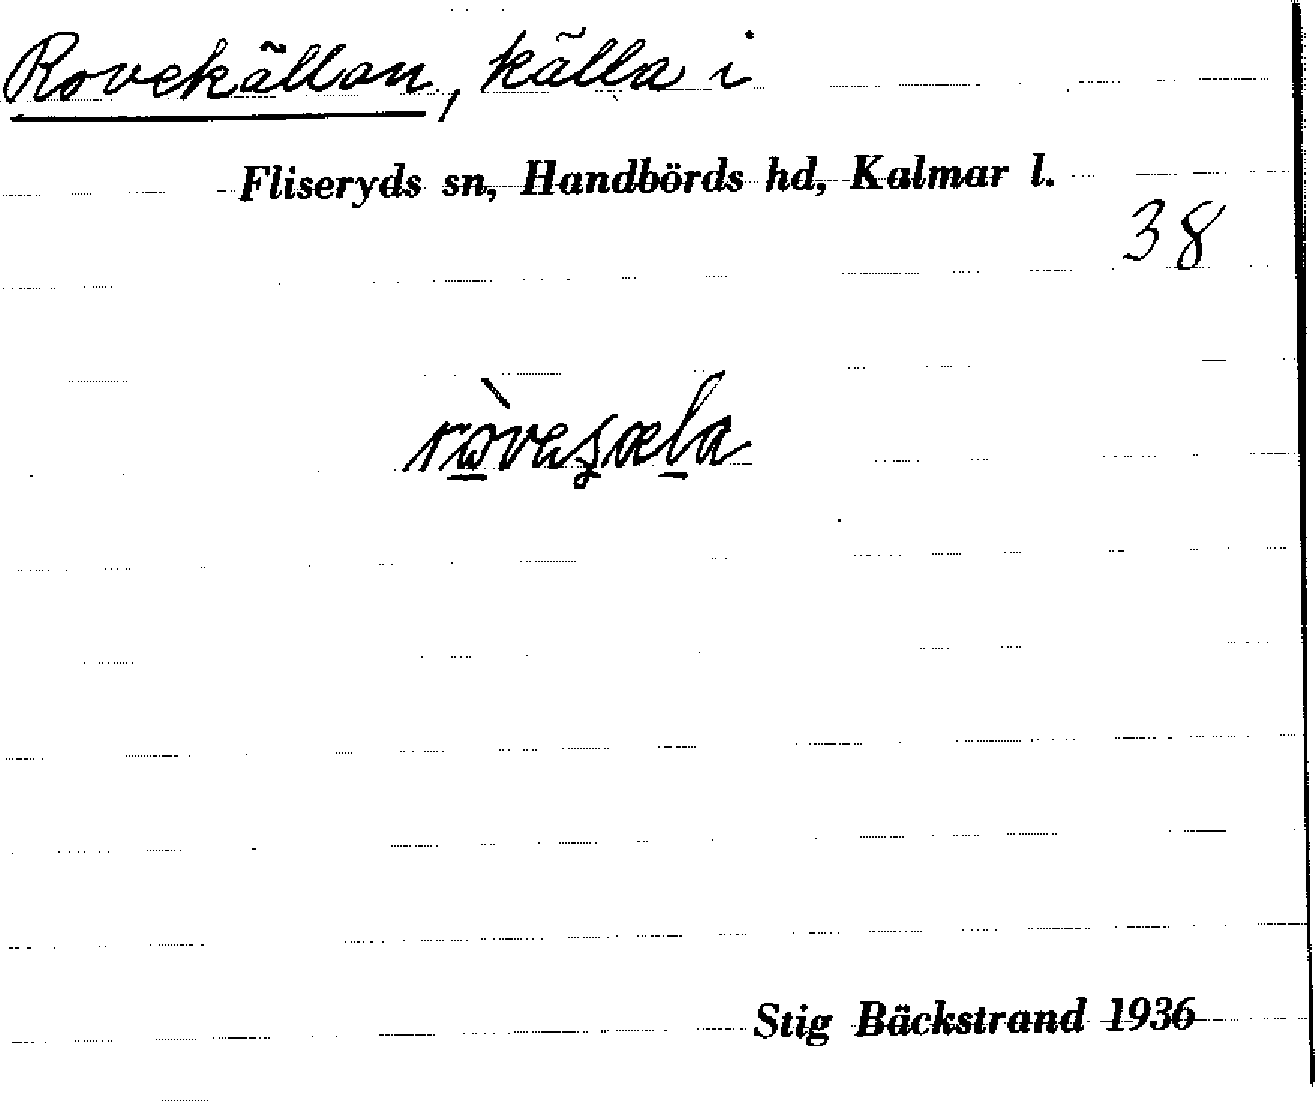 Rovekällan, källa i
Fliseryds sn, Handbörds hd, Kalmar l.
38
Stig Bäckstrand 1936